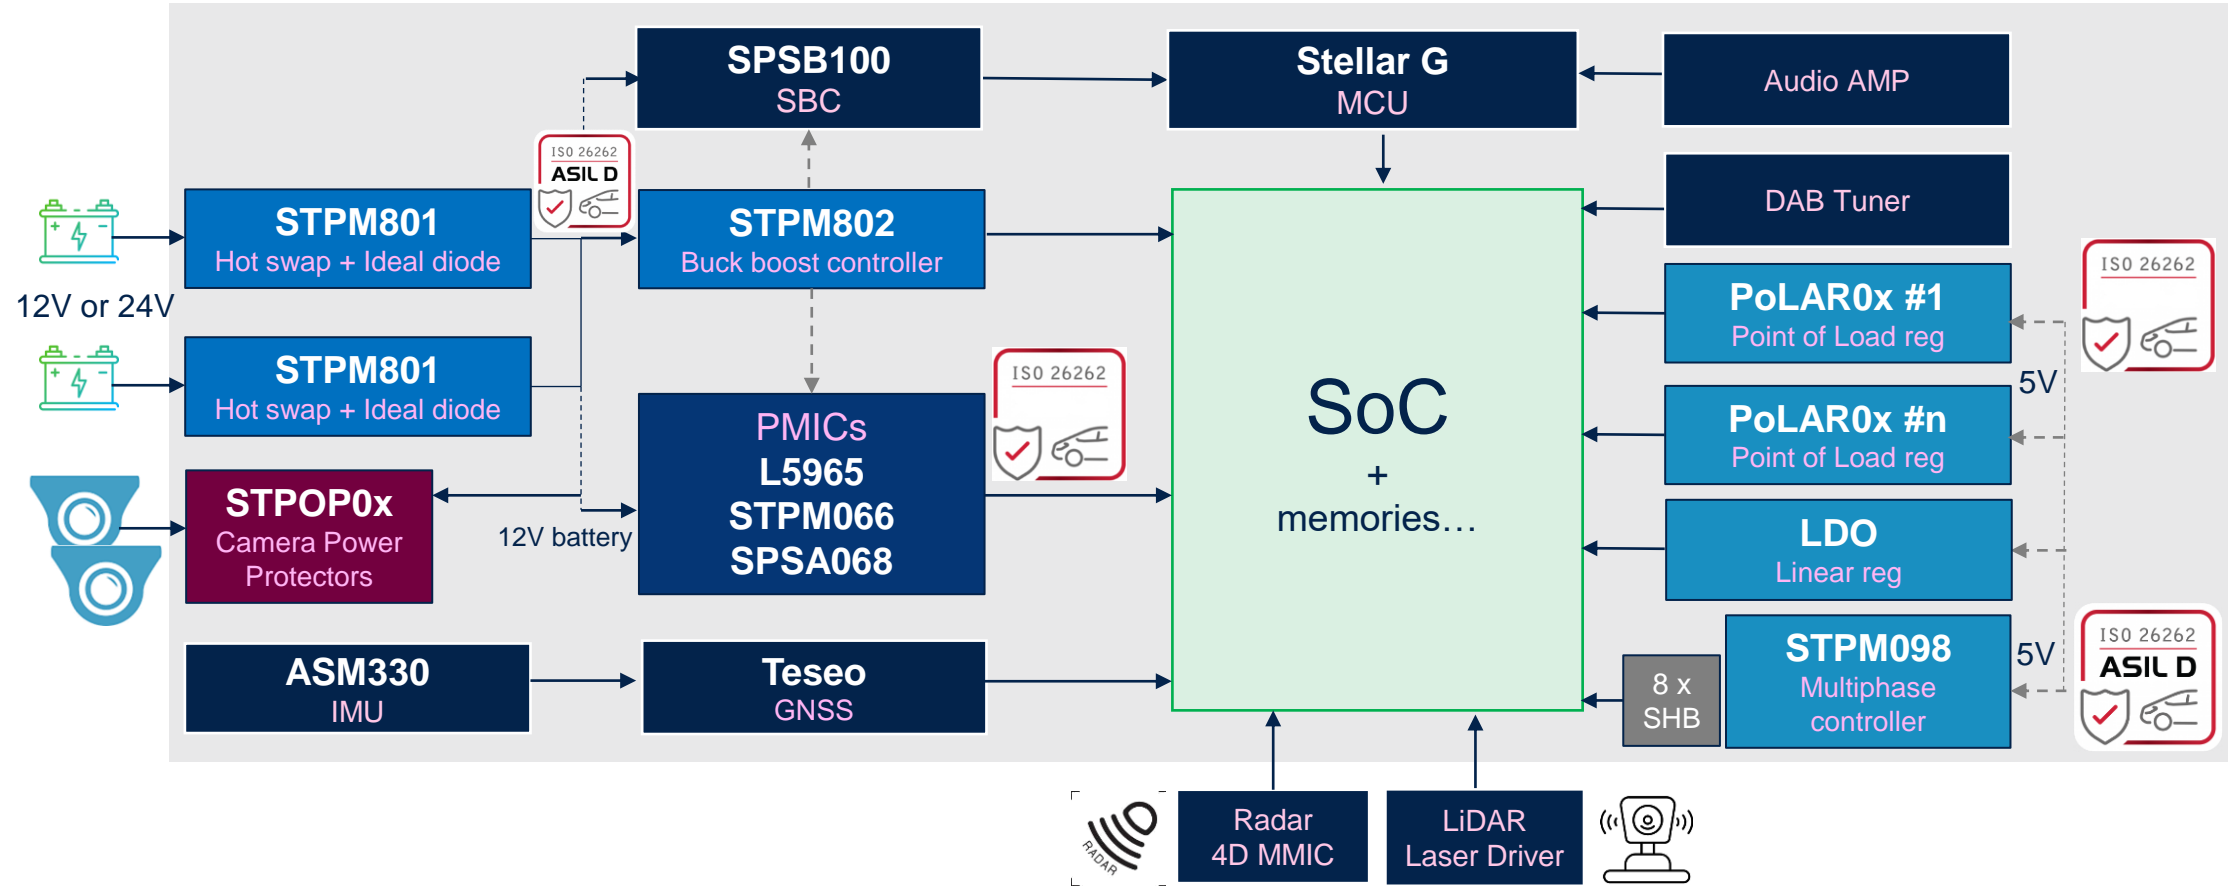 SPSB100
SBC
Stellar G
MCU
Audio AMP
ISO 26262
ASIL D
DAB Tuner
STPM801
Hot swap + Ideal diode
STPM802
Buck boost controller
12V or 24V
STPM801
Hot swap + Ideal diode
PMICs
L5965
STPM066
SPSA068
ISO 26262
SoC
+
memories...
PoLAR0x #1
Point of Load reg
ISO 26262
5V
PoLAR0x #n
Point of Load reg
STPOP0x
Camera Power
Protectors
12V battery
LDO
Linear reg
ASM330
IMU
Teseo
GNSS
8 x
SHB
STPM098
Multiphase
controller
5V
ISO 26262
ASIL D
RADAR
Radar
4D MMIC
LiDAR
Laser Driver